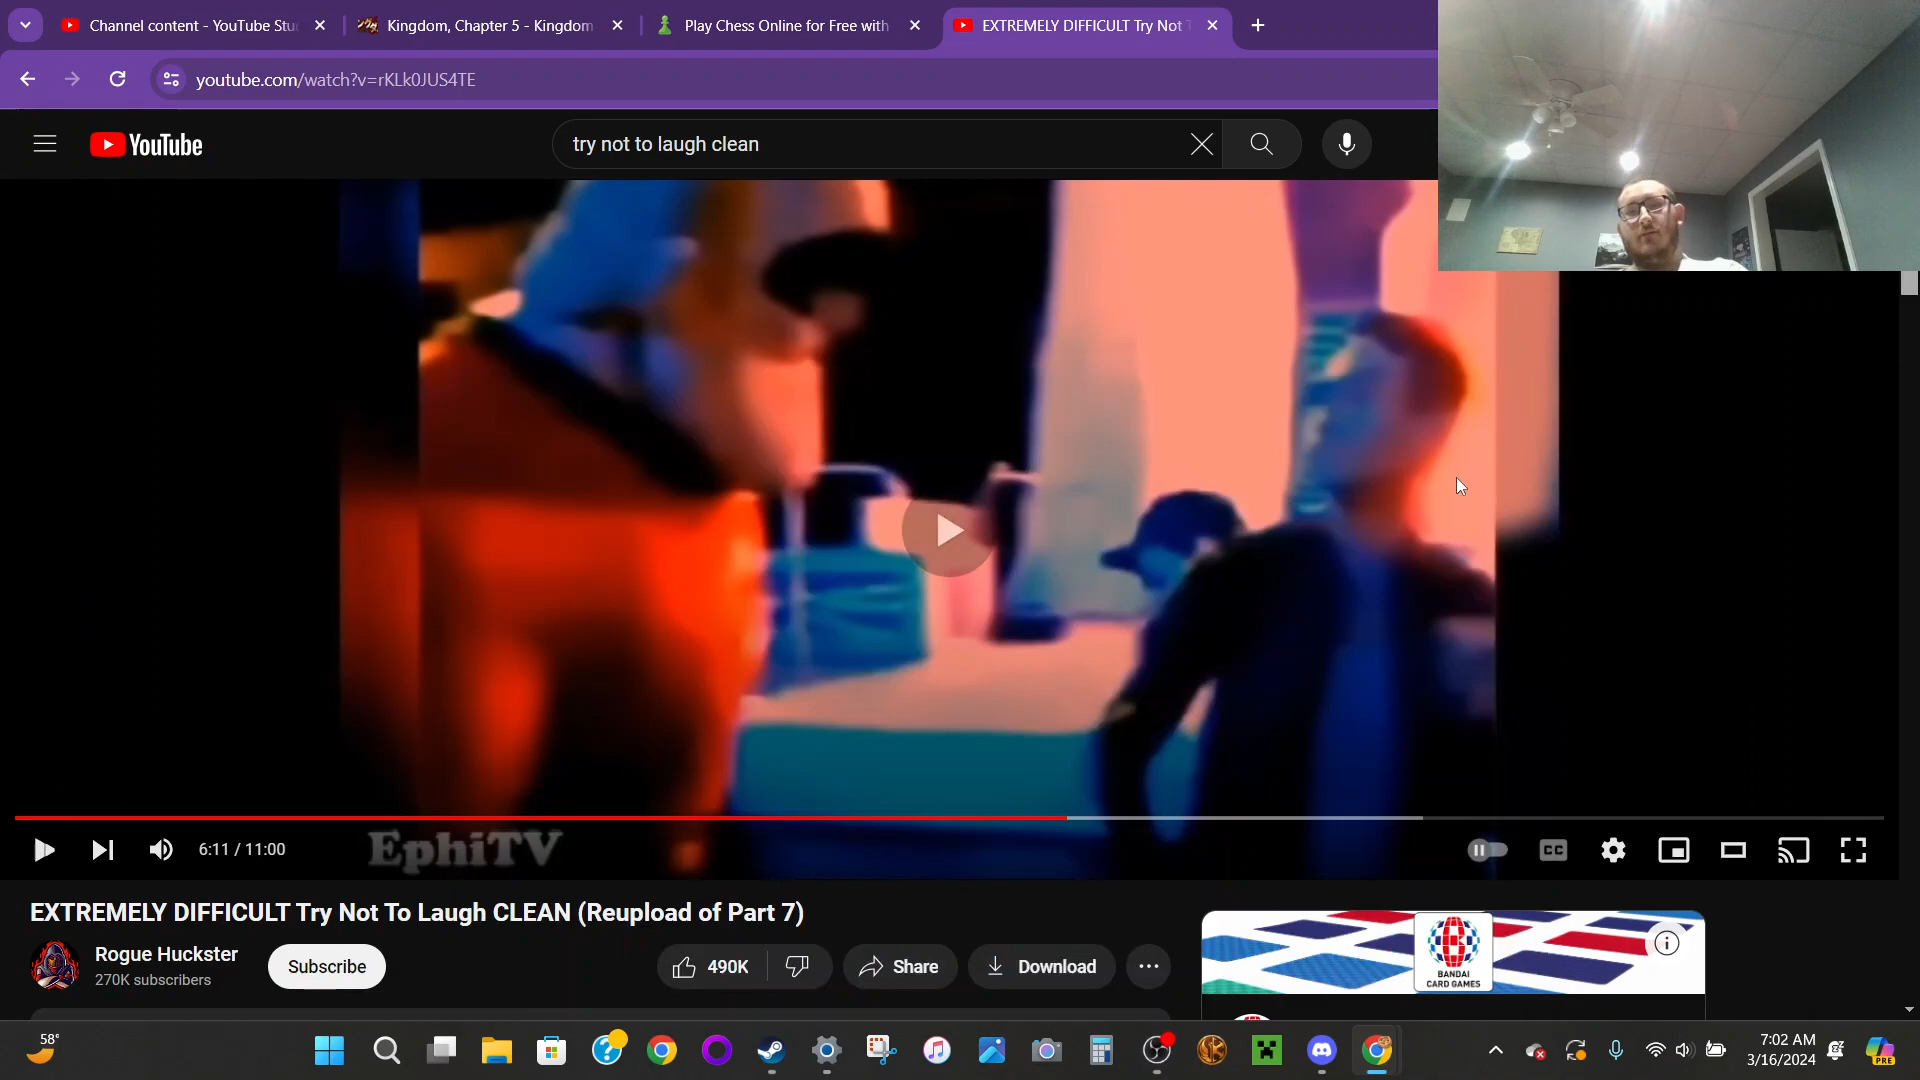 Channel content - YouTube Stu
Kingdom, Chapter 5 - Kingdom
Play Chess Online for Free with
EXTREMELY DIFFICULT Try Not T
youtube.com/watch?v=rKLk0JUS4TE
YouTube
try not to laugh clean
6:11 / 11:00
EphiTV
CC
EXTREMELY DIFFICULT Try Not To Laugh CLEAN (Reupload of Part 7)
Rogue Huckster
270K subscribers
Subscribe
490K
Share
Download
BANDAI
CARD GAMES
58°
7:02 AM
3/16/2024
PRE